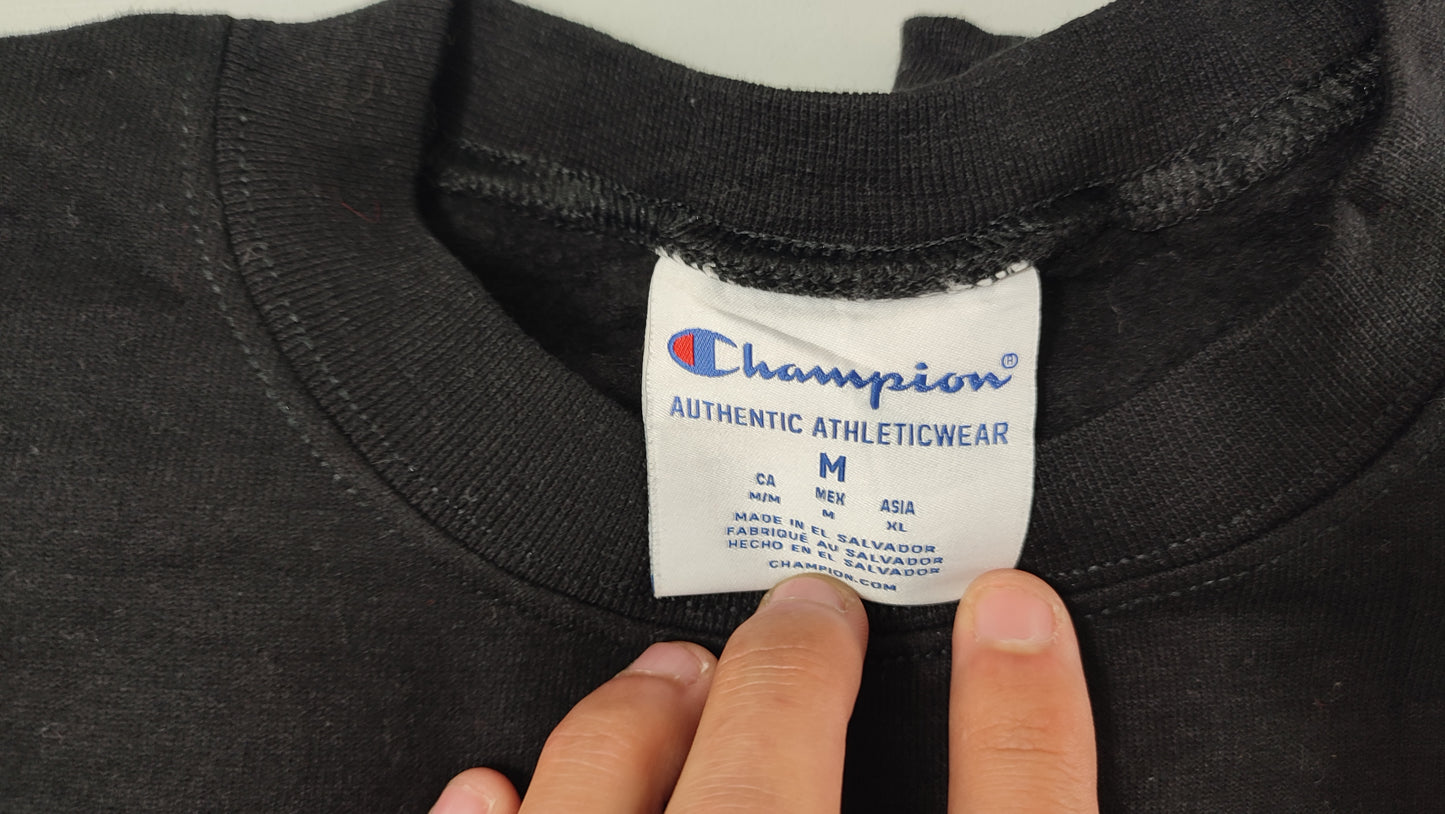 Champion®
AUTHENTIC ATHLETICWEAR
M
CA MEX ASIA
M/M M XL
MADE IN EL SALVADOR
FABRIQUÉ AU SALVADOR
HECHO EN EL SALVADOR
CHAMPION.COM